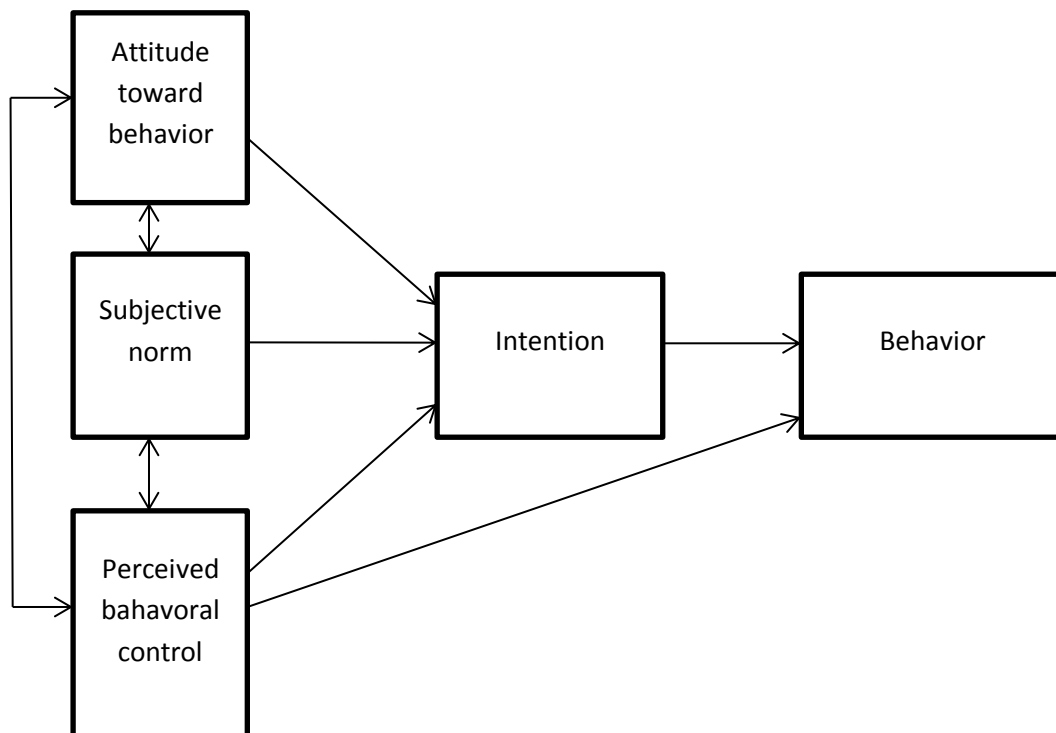 Attitude
toward
behavior
Subjective
norm
Intention
Behavior
Perceived
bahavoral
control